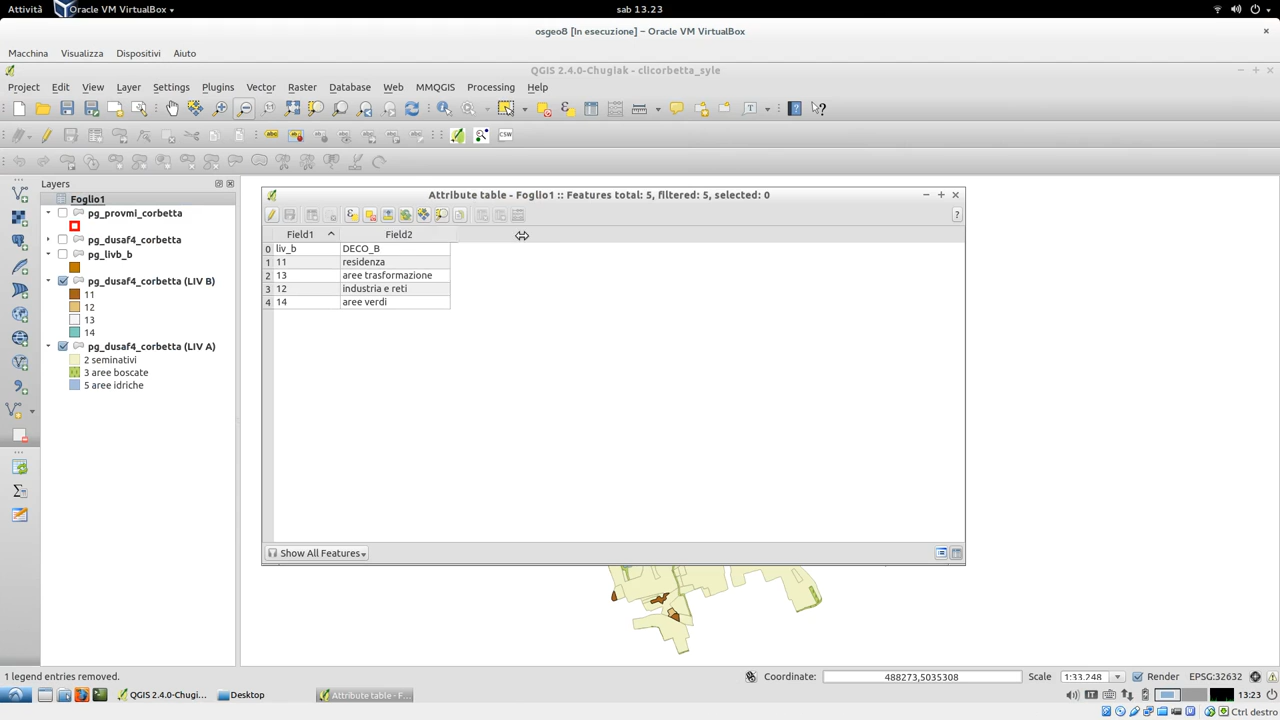 Attività Oracle VM VirtualBox sab 13.23
osgeo8 [In esecuzione] – Oracle VM VirtualBox
Macchina Visualizza Dispositivi Aiuto
QGIS 2.4.0-Chugiak - clicorbetta_syle
Project Edit View Layer Settings Plugins Vector Raster Database Web MMQGIS Processing Help
CSW
Layers
Foglio1
pg_provmi_corbetta
pg_dusaf4_corbetta
pg_livb_b
pg_dusaf4_corbetta (LIV B)
11
12
13
14
pg_dusaf4_corbetta (LIV A)
2 seminativi
3 aree boscate
5 aree idriche
Attribute table - Foglio1 :: Features total: 5, filtered: 5, selected: 0
Field1 Field2
0 liv_b DECO_B
1 11 residenza
2 13 aree trasformazione
3 12 industria e reti
4 14 aree verdi
Show All Features
1 legend entries removed. Coordinate: 488273,5035308 Scale 1:33.248 Render EPSG:32632
QGIS 2.4.0-Chugi... Desktop Attribute table - F... IT 13:23
Ctrl destro